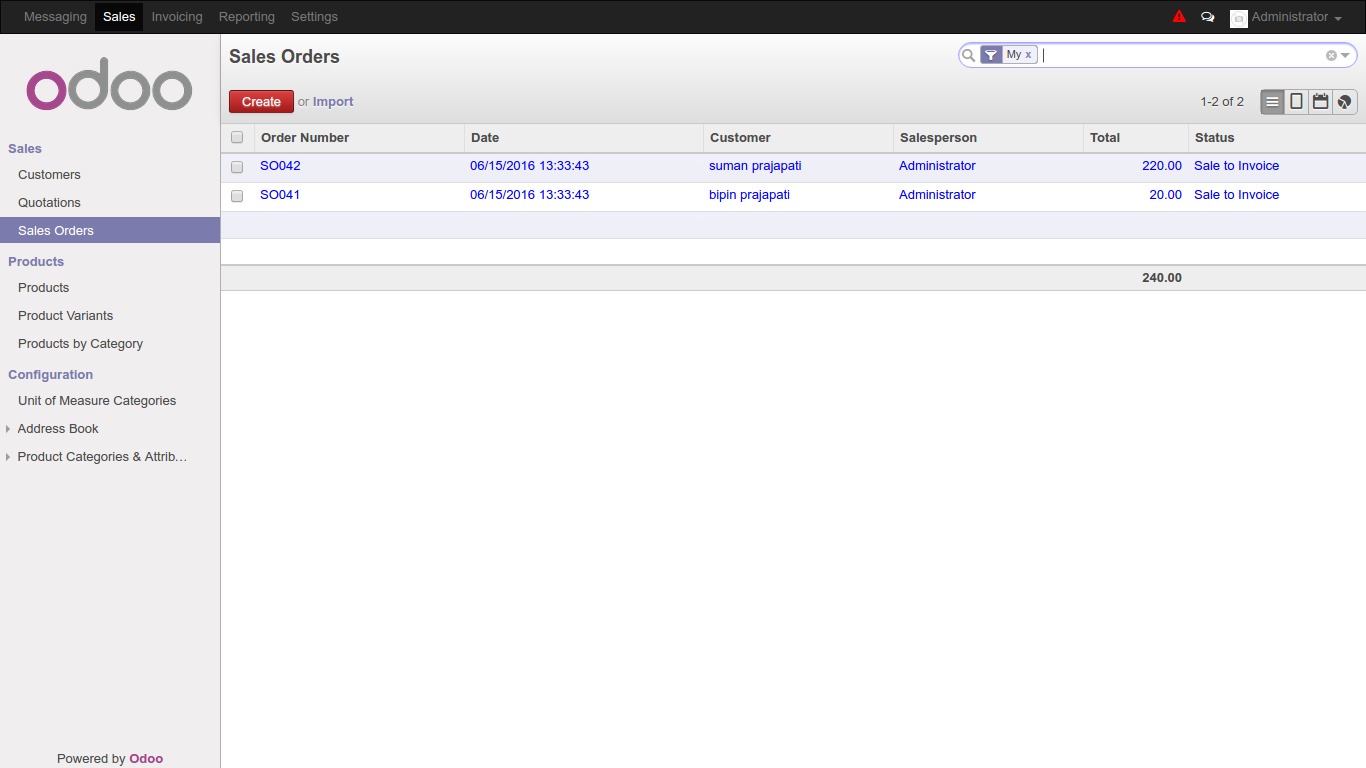 Messaging Sales Invoicing Reporting Settings Administrator
odoo
Sales
Customers
Quotations
Sales Orders
Products
Products
Product Variants
Products by Category
Configuration
Unit of Measure Categories
Address Book
Product Categories & Attrib...
Powered by Odoo
Sales Orders
My x
Create or Import
1-2 of 2
Order Number Date Customer Salesperson Total Status
SO042 06/15/2016 13:33:43 suman prajapati Administrator 220.00 Sale to Invoice
SO041 06/15/2016 13:33:43 bipin prajapati Administrator 20.00 Sale to Invoice
240.00